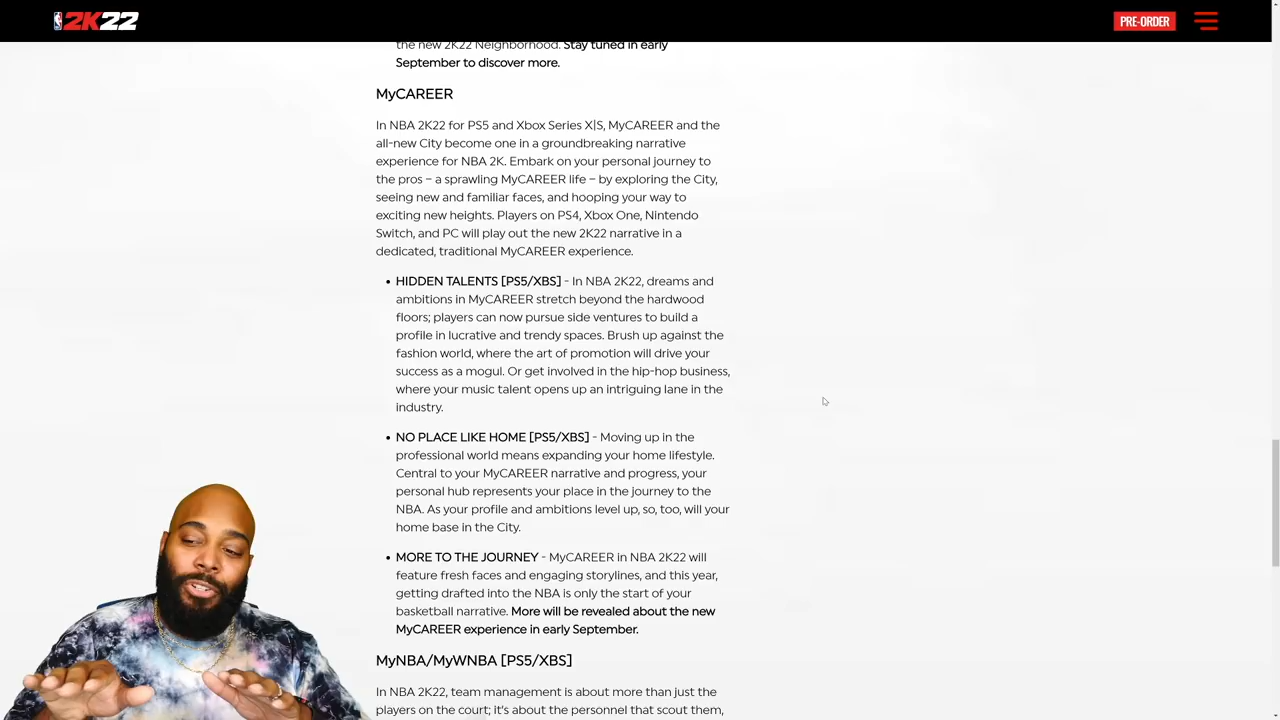 NBA 2K22
PRE-ORDER
the new 2K22 Neighborhood. Stay tuned in early
September to discover more.
MyCAREER
In NBA 2K22 for PS5 and Xbox Series X|S, MyCAREER and the
all-new City become one in a groundbreaking narrative
experience for NBA 2K. Embark on your personal journey to
the pros – a sprawling MyCAREER life – by exploring the City,
seeing new and familiar faces, and hooping your way to
exciting new heights. Players on PS4, Xbox One, Nintendo
Switch, and PC will play out the new 2K22 narrative in a
dedicated, traditional MyCAREER experience.
• HIDDEN TALENTS [PS5/XBS] - In NBA 2K22, dreams and
ambitions in MyCAREER stretch beyond the hardwood
floors; players can now pursue side ventures to build a
profile in lucrative and trendy spaces. Brush up against the
fashion world, where the art of promotion will drive your
success as a mogul. Or get involved in the hip-hop business,
where your music talent opens up an intriguing lane in the
industry.
• NO PLACE LIKE HOME [PS5/XBS] - Moving up in the
professional world means expanding your home lifestyle.
Central to your MyCAREER narrative and progress, your
personal hub represents your place in the journey to the
NBA. As your profile and ambitions level up, so, too, will your
home base in the City.
• MORE TO THE JOURNEY - MyCAREER in NBA 2K22 will
feature fresh faces and engaging storylines, and this year,
getting drafted into the NBA is only the start of your
basketball narrative. More will be revealed about the new
MyCAREER experience in early September.
MyNBA/MyWNBA [PS5/XBS]
In NBA 2K22, team management is about more than just the
players on the court; it's about the personnel that scout them,